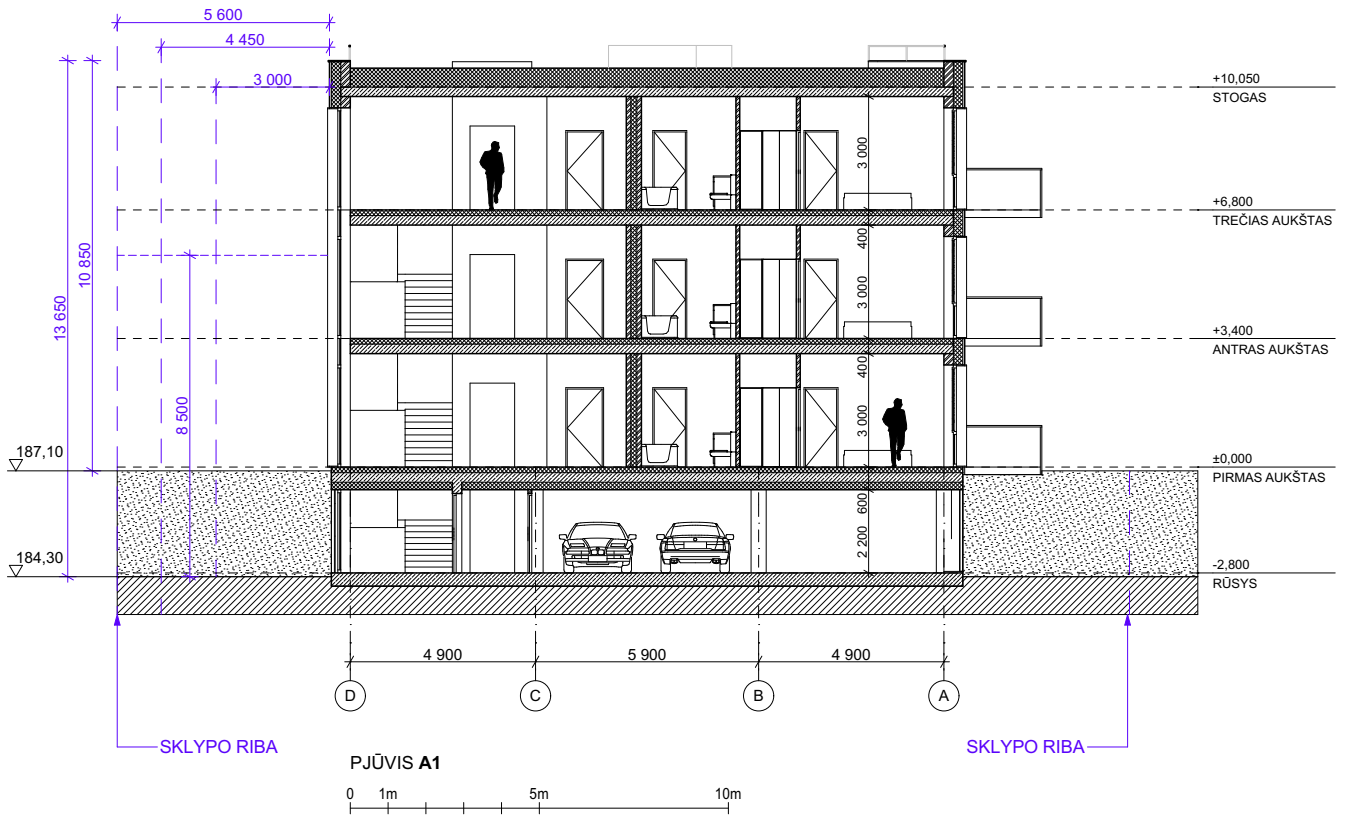 5 600
4 450
3 000
+10,050
STOGAS
3 000
+6,800
TREČIAS AUKŠTAS
400
10 850
13 650
3 000
+3,400
ANTRAS AUKŠTAS
400
8 500
3 000
187,10
±0,000
PIRMAS AUKŠTAS
600
2 200
184,30
-2,800
RŪSYS
4 900
5 900
4 900
D
C
B
A
SKLYPO RIBA
SKLYPO RIBA
PJŪVIS A1
0 1m 5m 10m